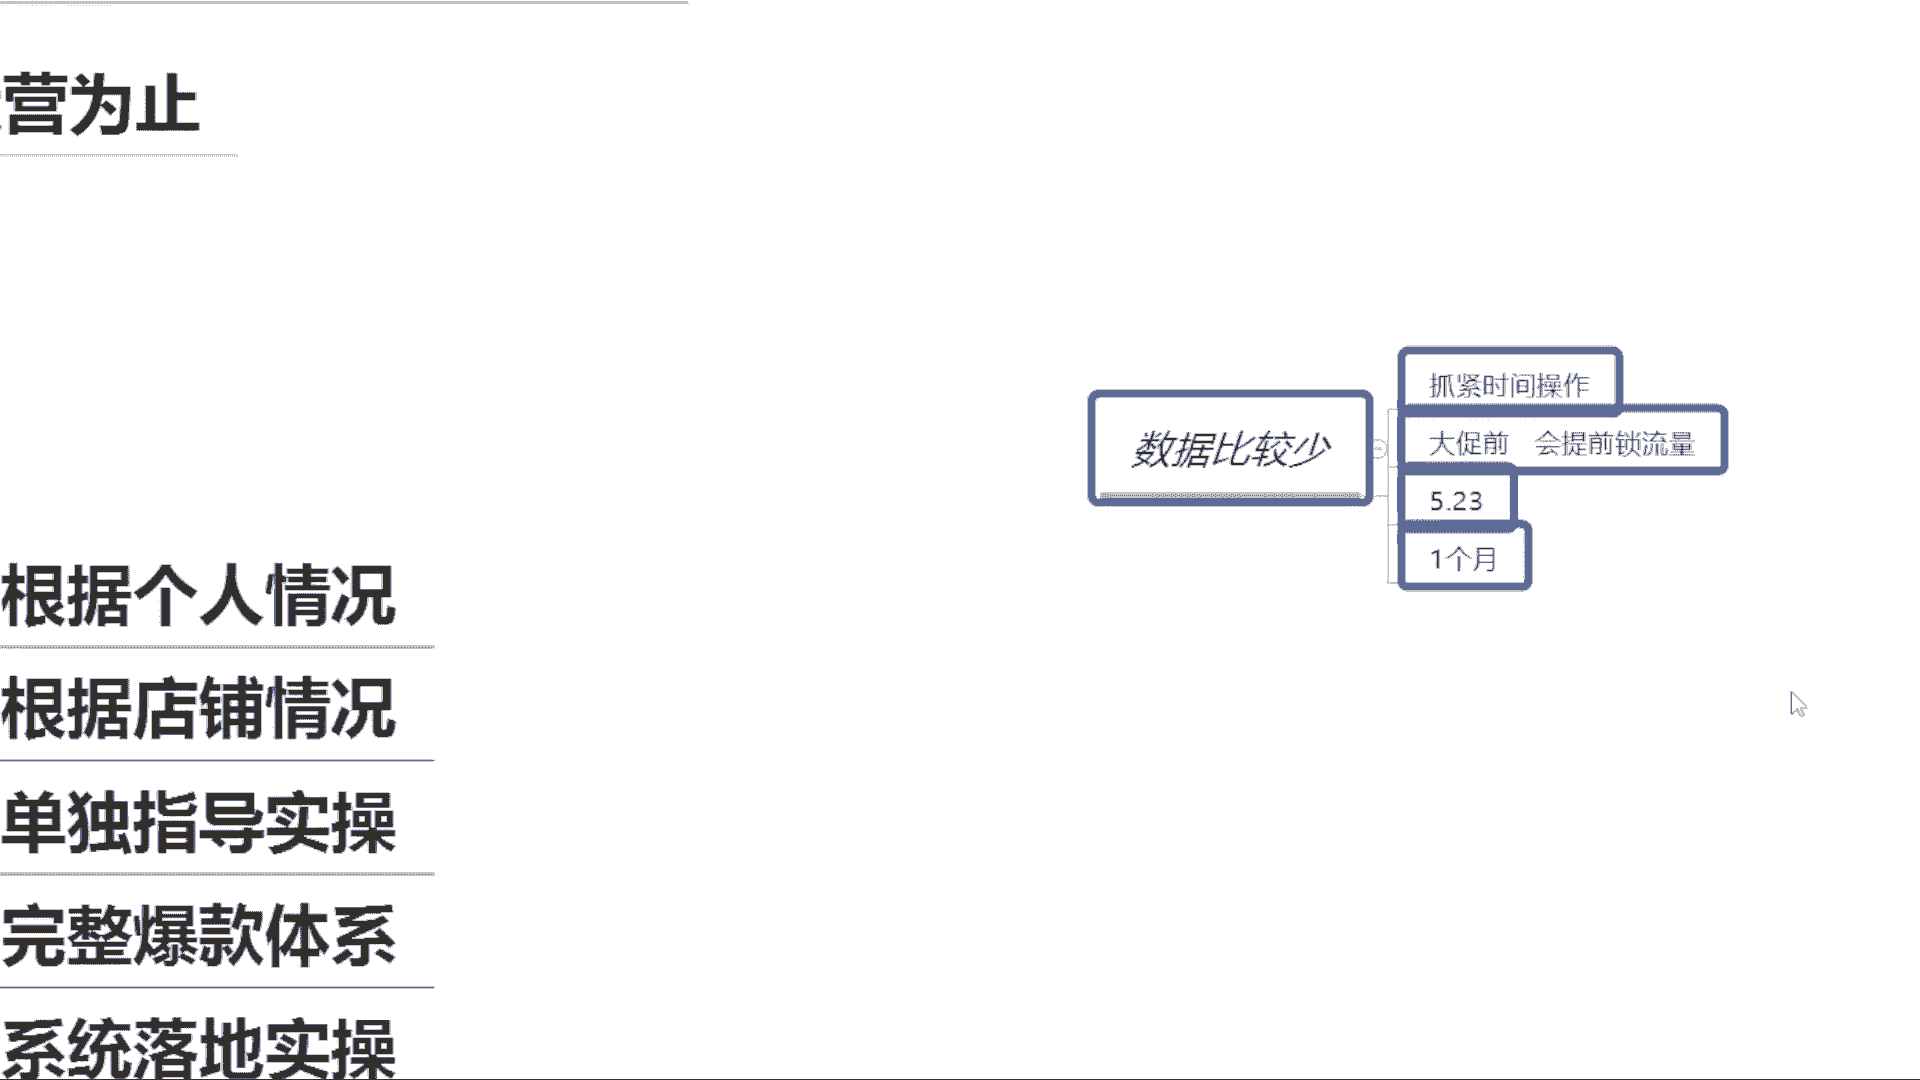 营为止
根据个人情况
根据店铺情况
单独指导实操
完整爆款体系
系统落地实操
数据比较少
抓紧时间操作
大促前 会提前锁流量
5.23
1个月